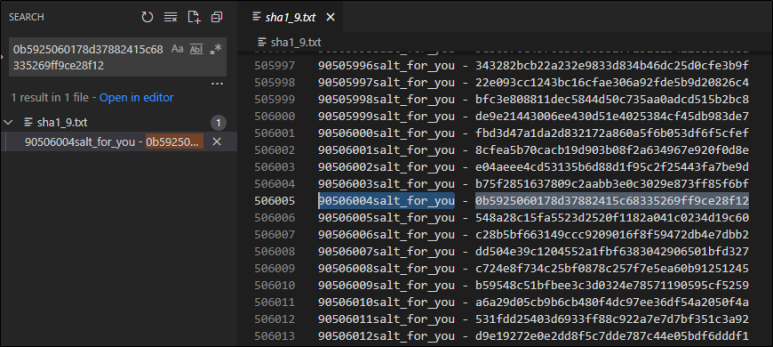 SEARCH
0b5925060178d37882415c68
335269ff9ce28f12
Aa
Abl
.*
1 result in 1 file - Open in editor
sha1_9.txt 1
90506004salt_for_you - 0b59250...
sha1_9.txt
sha1_9.txt
505997 90505996salt_for_you - 343282bcb22a232e9833d834b46dc25d0cfe3b9f
505998 90505997salt_for_you - 22e093cc1243bc16cfae306a92fde5b9d20826c4
505999 90505998salt_for_you - bfc3e808811dec5844d50c735aa0adcd515b2bc8
506000 90505999salt_for_you - de9e21443006ee430d51e4025384cf45db983de7
506001 90506000salt_for_you - fbd3d47a1da2d832172a860a5f6b053df6f5cfef
506002 90506001salt_for_you - 8cfea5b70cacb19d903b08f2a634967e920f0d8e
506003 90506002salt_for_you - e04aeee4cd53135b6d88d1f95c2f25443fa7be9d
506004 90506003salt_for_you - b75f2851637809c2aabb3e0c3029e873ff85f6bf
506005 90506004salt_for_you - 0b5925060178d37882415c68335269ff9ce28f12
506006 90506005salt_for_you - 548a28c15fa5523d2520f1182a041c0234d19c60
506007 90506006salt_for_you - c28b5bf663149ccc9209016f8f59472db4e7dbb2
506008 90506007salt_for_you - dd504e39c1204552a1fbf6383042906501bfd327
506009 90506008salt_for_you - c724e8f734c25bf0878c257f7e5ea60b91251245
506010 90506009salt_for_you - b59548c51bfbee3c3d0324e78571190595cf5259
506011 90506010salt_for_you - a6a29d05cb9b6cb480f4dc97ee36df54a2050f4a
506012 90506011salt_for_you - 531fdd25403d6933ff88c922a7e7d7bf351c3a92
506013 90506012salt_for_you - d9e19272e0e2dd8f5c7dde787c44e05bdf6dddf1